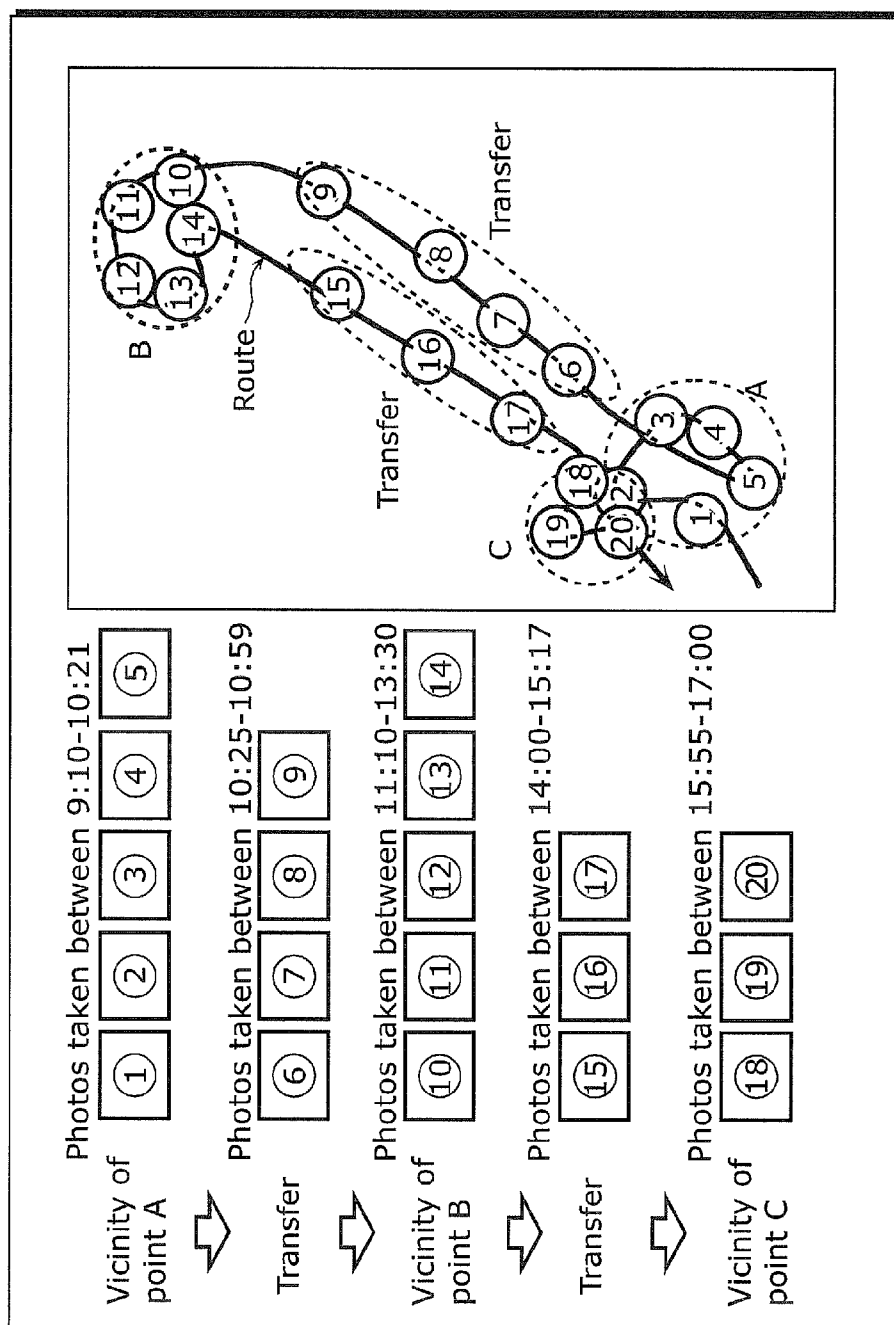 Vicinity of
point A
Photos taken between 9:10-10:21
1 2 3 4 5
Transfer
Photos taken between 10:25-10:59
6 7 8 9
Vicinity of
point B
Photos taken between 11:10-13:30
10 11 12 13 14
Transfer
Photos taken between 14:00-15:17
15 16 17
Vicinity of
point C
Photos taken between 15:55-17:00
18 19 20
B
12
11
13
14
10
Route
15
9
Transfer
16
8
Transfer
17
7
6
C
19
18
20
2
3
A
1
4
5